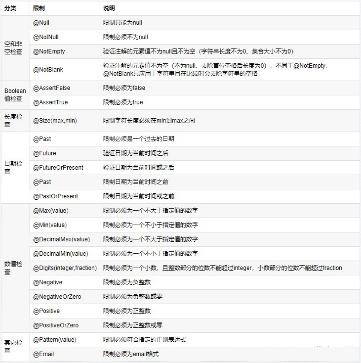 分类 限制 说明
空和非空检查 @Null 限制只能为null
@NotNull 限制必须不为null
@NotEmpty 验证注解的元素值不为null且不为空（字符串长度不为0、集合大小不为0）
@NotBlank 验证注解的元素值不为空（不为null、去除首位空格后长度为0），不同于@NotEmpty，
@NotBlank只应用于字符串且在比较时会去除字符串的空格
Boolean值检查 @AssertFalse 限制必须为false
@AssertTrue 限制必须为true
长度检查 @Size(max,min) 限制字符长度必须在min到max之间
日期检查 @Past 限制必须是一个过去的日期
@Future 验证日期为当前时间之后
@FutureOrPresent 验证日期为当前时间或之后
@Past 限制日期为当前时间之前
@PastOrPresent 限制日期为当前时间或之前
数值检查 @Max(value) 限制必须为一个不大于指定值的数字
@Min(value) 限制必须为一个不小于指定值的数字
@DecimalMax(value) 限制必须为一个不大于指定值的数字
@DecimalMin(value) 限制必须为一个不小于指定值的数字
@Digits(integer,fraction) 限制必须为一个小数，且整数部分的位数不能超过integer，小数部分的位数不能超过fraction
@Negative 限制必须为负整数
@NegativeOrZero 限制必须为负整数或零
@Positive 限制必须为正整数
@PositiveOrZero 限制必须为正整数或零
其它检查 @Pattern(value) 限制必须符合指定的正则表达式
@Email 限制必须为email格式